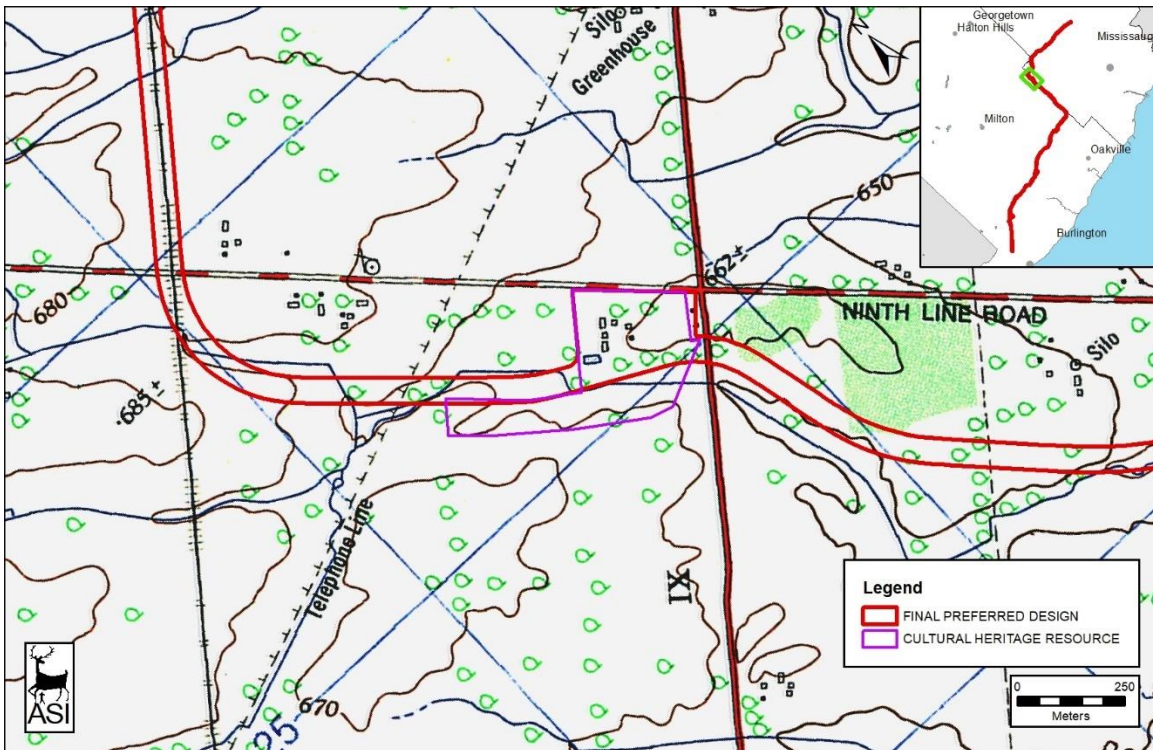 Silo
Greenhouse
N
Georgetown
Halton Hills
Mississaug
Milton
Oakville
Burlington
650
662±
680
NINTH LINE ROAD
Silo
685±
Telephone Line
IX
Legend
FINAL PREFERRED DESIGN
CULTURAL HERITAGE RESOURCE
0 250
Meters
670
25
ASI